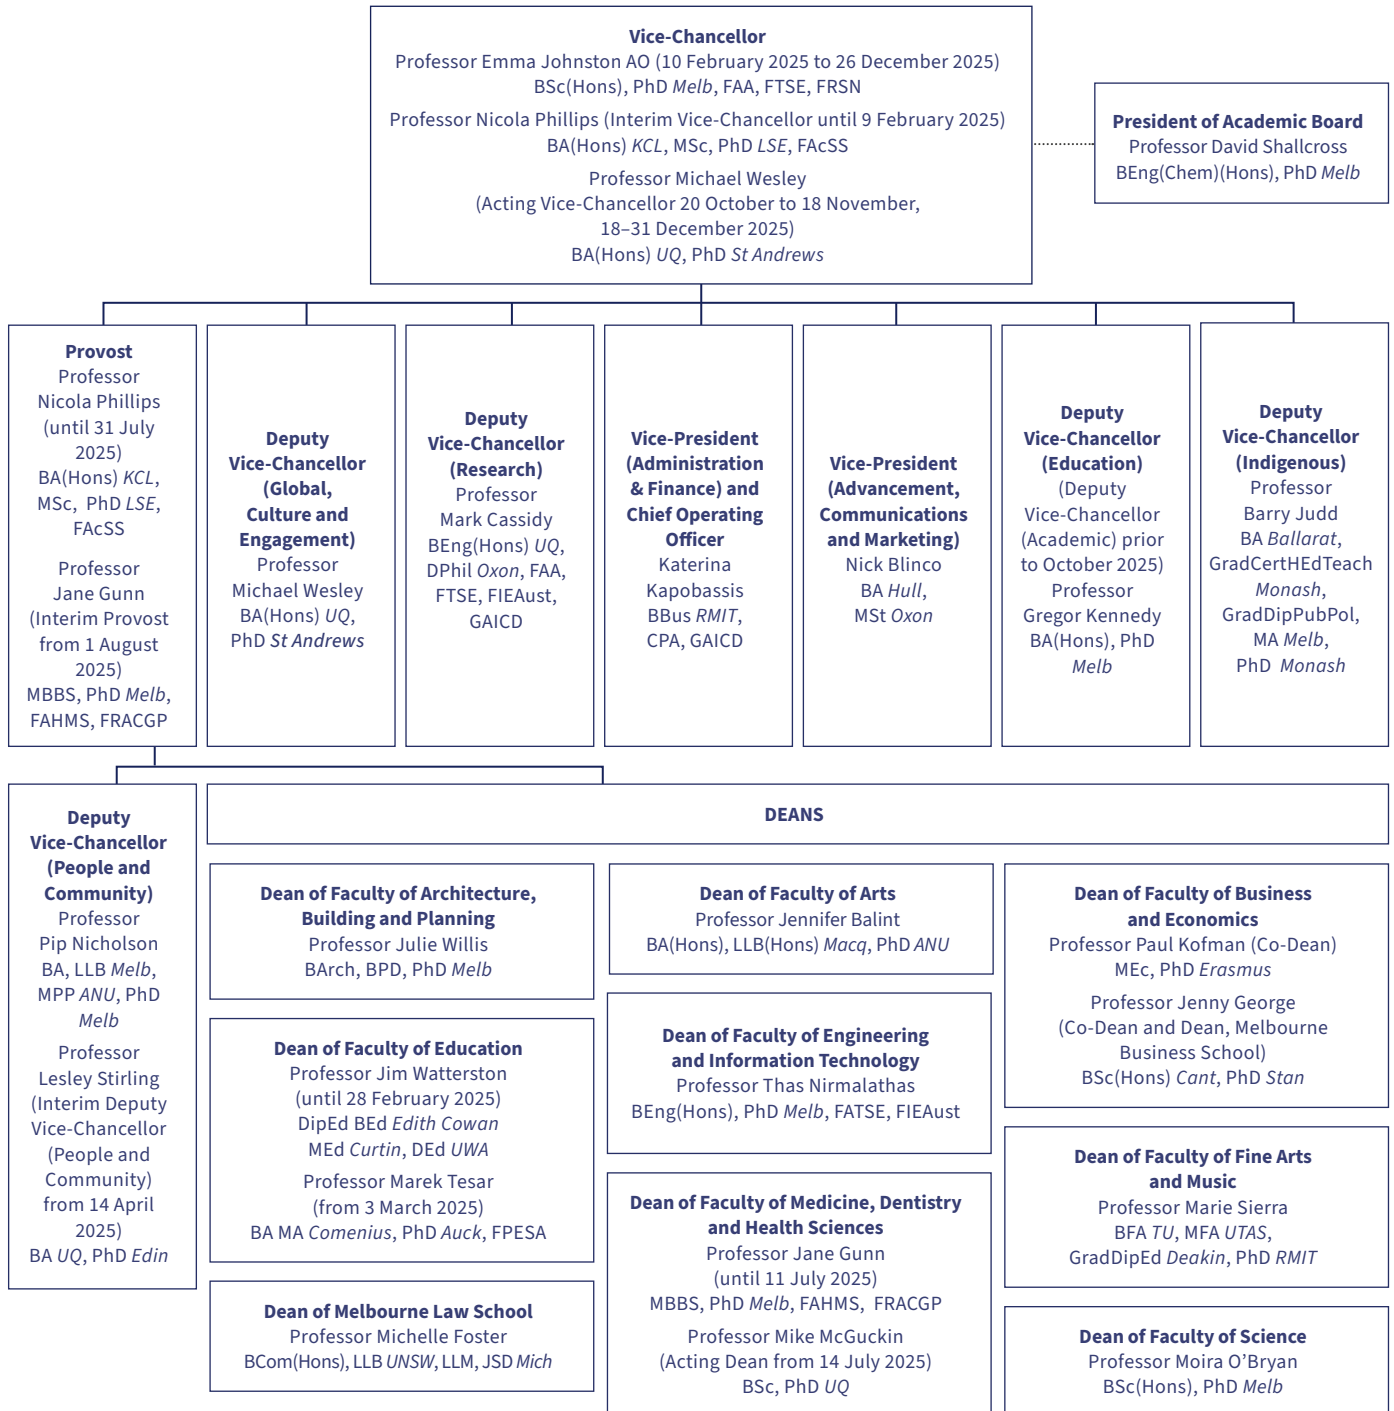 Vice-Chancellor
Professor Emma Johnston AO (10 February 2025 to 26 December 2025)
BSc(Hons), PhD Melb, FAA, FTSE, FRSN
Professor Nicola Phillips (Interim Vice-Chancellor until 9 February 2025)
BA(Hons) KCL, MSc, PhD LSE, FAcSS
Professor Michael Wesley
(Acting Vice-Chancellor 20 October to 18 November,
18–31 December 2025)
BA(Hons) UQ, PhD St Andrews
President of Academic Board
Professor David Shallcross
BEng(Chem)(Hons), PhD Melb
Provost
Professor
Nicola Phillips
(until 31 July
2025)
BA(Hons) KCL,
MSc, PhD LSE,
FAcSS
Professor
Jane Gunn
(Interim Provost
from 1 August
2025)
MBBS, PhD Melb,
FAHMS, FRACGP
Deputy
Vice-Chancellor
(Global,
Culture and
Engagement)
Professor
Michael Wesley
BA(Hons) UQ,
PhD St Andrews
Deputy
Vice-Chancellor
(Research)
Professor
Mark Cassidy
BEng(Hons) UQ,
DPhil Oxon, FAA,
FTSE, FIEAust,
GAICD
Vice-President
(Administration
& Finance) and
Chief Operating
Officer
Katerina
Kapobassis
BBus RMIT,
CPA, GAICD
Vice-President
(Advancement,
Communications
and Marketing)
Nick Blinco
BA Hull,
MSt Oxon
Deputy
Vice-Chancellor
(Education)
(Deputy
Vice-Chancellor
(Academic) prior
to October 2025)
Professor
Gregor Kennedy
BA(Hons), PhD
Melb
Deputy
Vice-Chancellor
(Indigenous)
Professor
Barry Judd
BA Ballarat,
GradCertHEdTeach
Monash,
GradDipPubPol,
MA Melb,
PhD Monash
Deputy
Vice-Chancellor
(People and
Community)
Professor
Pip Nicholson
BA, LLB Melb,
MPP ANU, PhD
Melb
Professor
Lesley Stirling
(Interim Deputy
Vice-Chancellor
(People and
Community)
from 14 April
2025)
BA UQ, PhD Edin
DEANS
Dean of Faculty of Architecture,
Building and Planning
Professor Julie Willis
BArch, BPD, PhD Melb
Dean of Faculty of Education
Professor Jim Watterston
(until 28 February 2025)
DipEd BEd Edith Cowan
MEd Curtin, DEd UWA
Professor Marek Tesar
(from 3 March 2025)
BA MA Comenius, PhD Auck, FPESA
Dean of Melbourne Law School
Professor Michelle Foster
BCom(Hons), LLB UNSW, LLM, JSD Mich
Dean of Faculty of Arts
Professor Jennifer Balint
BA(Hons), LLB(Hons) Macq, PhD ANU
Dean of Faculty of Engineering
and Information Technology
Professor Thas Nirmalathas
BEng(Hons), PhD Melb, FATSE, FIEAust
Dean of Faculty of Medicine, Dentistry
and Health Sciences
Professor Jane Gunn
(until 11 July 2025)
MBBS, PhD Melb, FAHMS, FRACGP
Professor Mike McGuckin
(Acting Dean from 14 July 2025)
BSc, PhD UQ
Dean of Faculty of Business
and Economics
Professor Paul Kofman (Co-Dean)
MEc, PhD Erasmus
Professor Jenny George
(Co-Dean and Dean, Melbourne
Business School)
BSc(Hons) Cant, PhD Stan
Dean of Faculty of Fine Arts
and Music
Professor Marie Sierra
BFA TU, MFA UTAS,
GradDipEd Deakin, PhD RMIT
Dean of Faculty of Science
Professor Moira O’Bryan
BSc(Hons), PhD Melb